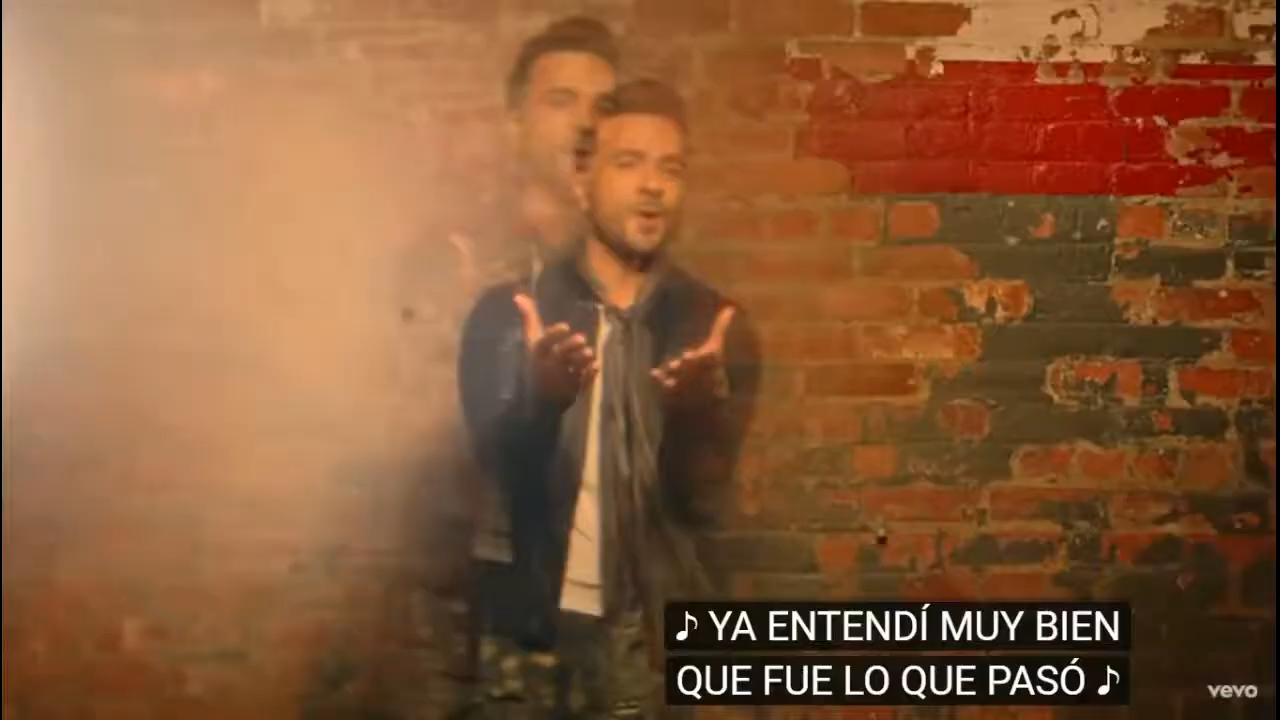 ♪ YA ENTENDÍ MUY BIEN
QUE FUE LO QUE PASÓ ♪
vevo